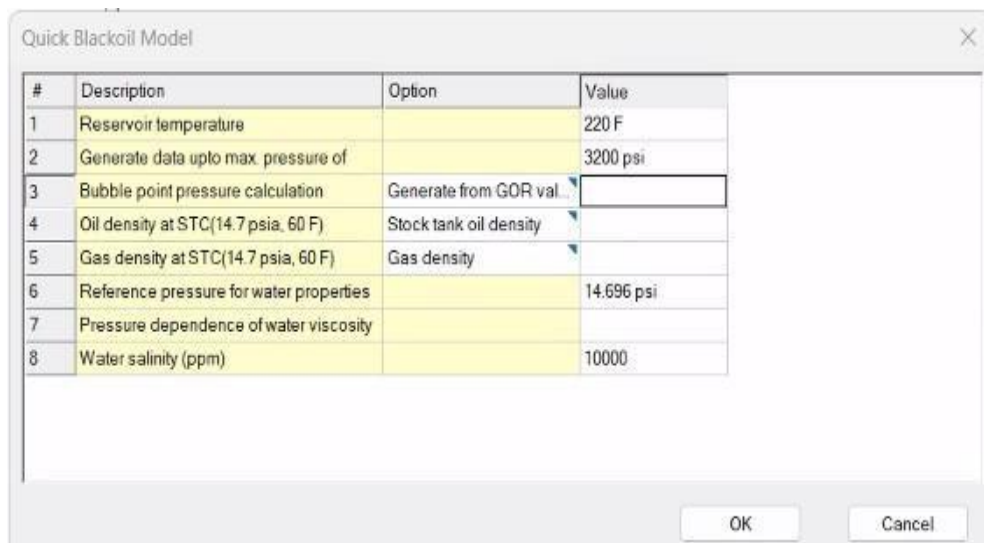 Quick Blackoil Model
# Description Option Value
1 Reservoir temperature 220 F
2 Generate data upto max. pressure of 3200 psi
3 Bubble point pressure calculation Generate from GOR val...
4 Oil density at STC(14.7 psia, 60 F) Stock tank oil density
5 Gas density at STC(14.7 psia, 60 F) Gas density
6 Reference pressure for water properties 14.696 psi
7 Pressure dependence of water viscosity
8 Water salinity (ppm) 10000
OK Cancel